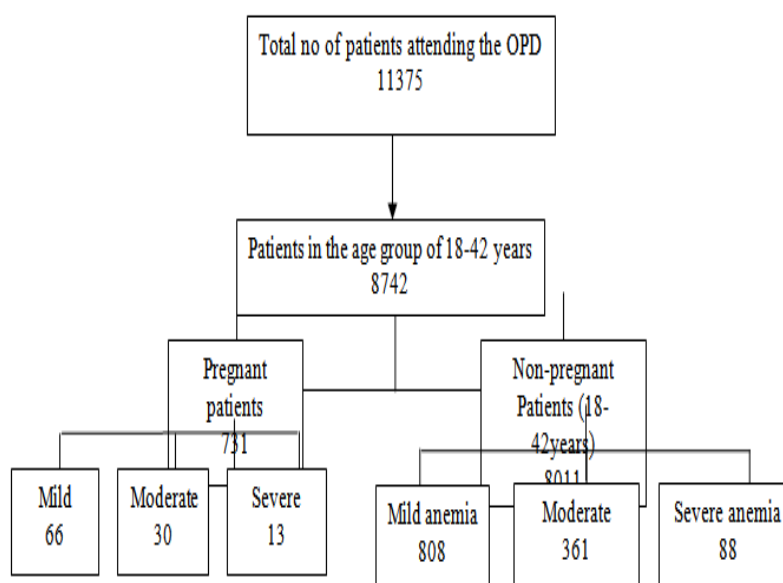 Total no of patients attending the OPD
11375
Patients in the age group of 18-42 years
8742
Pregnant
patients
731
Non-pregnant
Patients (18-
42years)
8011
Mild
66
Moderate
30
Severe
13
Mild anemia
808
Moderate
361
Severe anemia
88